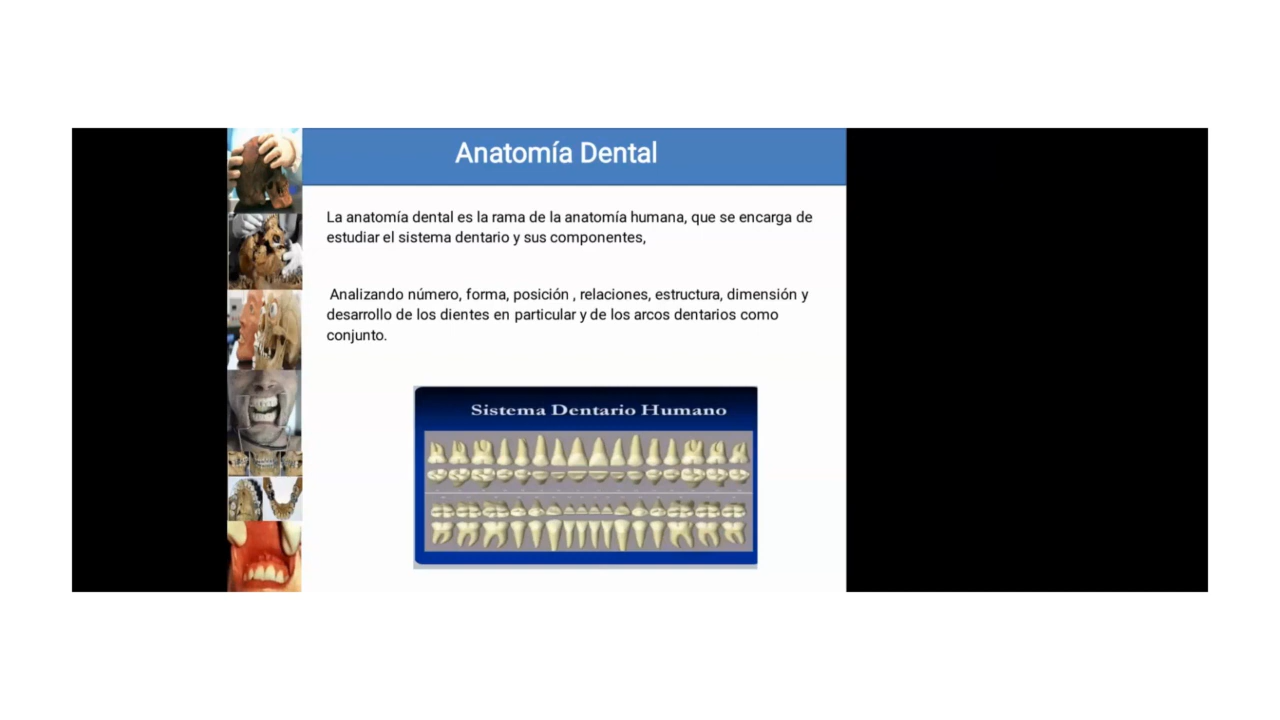 Anatomía Dental
La anatomía dental es la rama de la anatomía humana, que se encarga de
estudiar el sistema dentario y sus componentes,
Analizando número, forma, posición , relaciones, estructura, dimensión y
desarrollo de los dientes en particular y de los arcos dentarios como
conjunto.
Sistema Dentario Humano